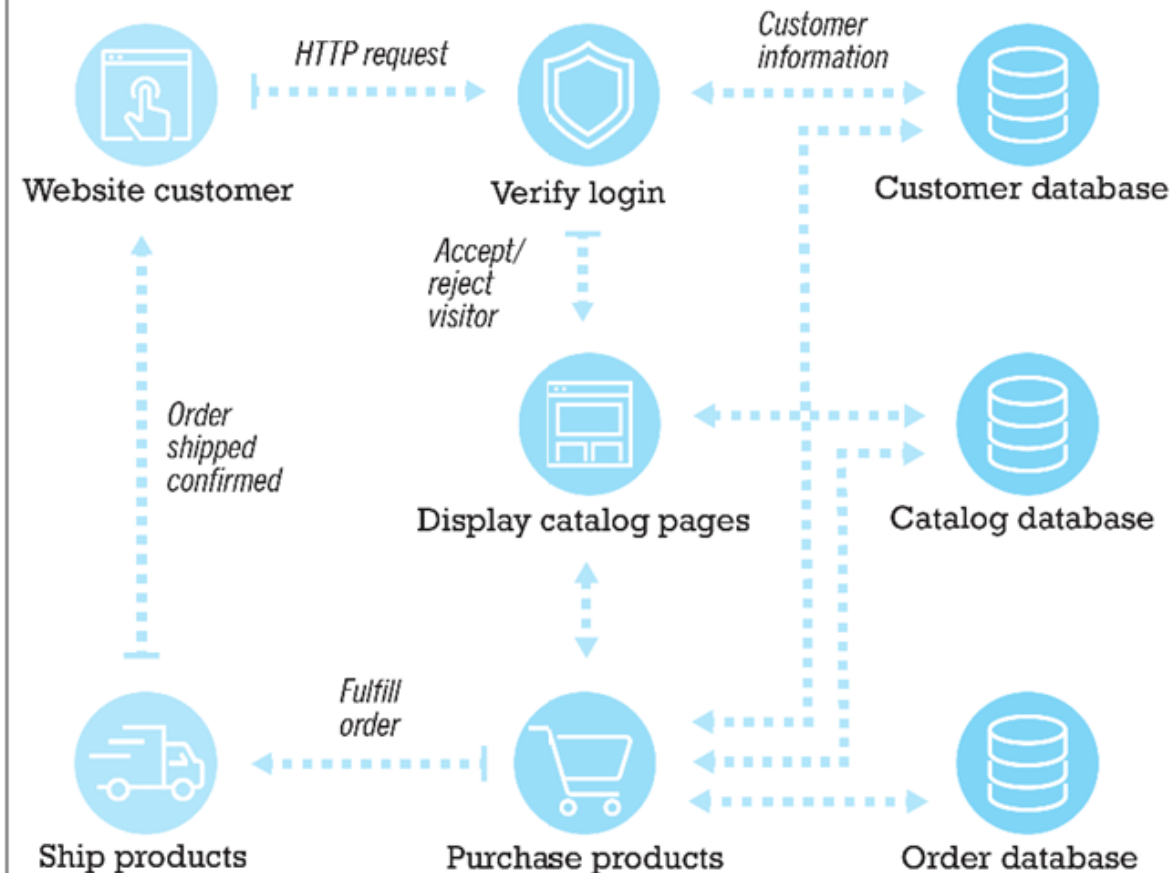 HTTP request
Customer
information
Website customer
Verify login
Customer database
Accept/
reject
visitor
Order
shipped
confirmed
Display catalog pages
Catalog database
Fulfill
order
Ship products
Purchase products
Order database